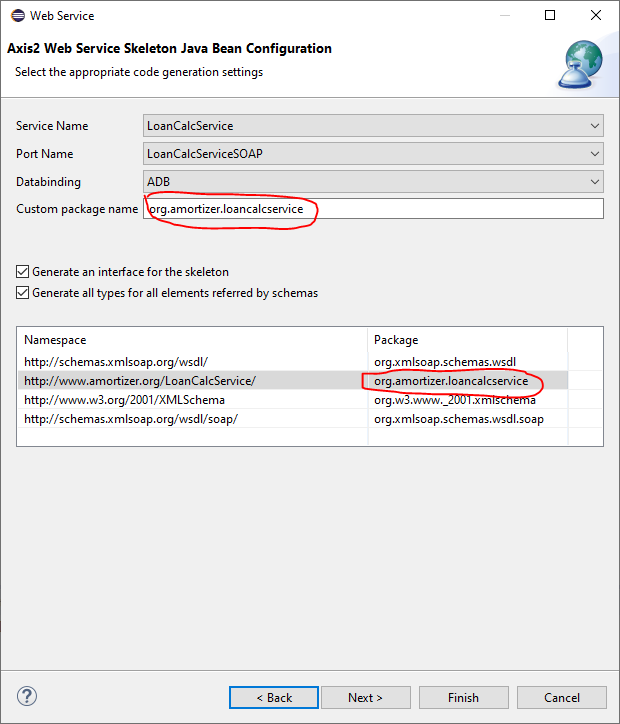 Web Service
Axis2 Web Service Skeleton Java Bean Configuration
Select the appropriate code generation settings
Service Name LoanCalcService
Port Name LoanCalcServiceSOAP
Databinding ADB
Custom package name org.amortizer.loancalcservice
Generate an interface for the skeleton
Generate all types for all elements referred by schemas
Namespace Package
http://schemas.xmlsoap.org/wsdl/ org.xmlsoap.schemas.wsdl
http://www.amortizer.org/LoanCalcService/ org.amortizer.loancalcservice
http://www.w3.org/2001/XMLSchema org.w3.www._2001.xmlschema
http://schemas.xmlsoap.org/wsdl/soap/ org.xmlsoap.schemas.wsdl.soap
? < Back Next > Finish Cancel